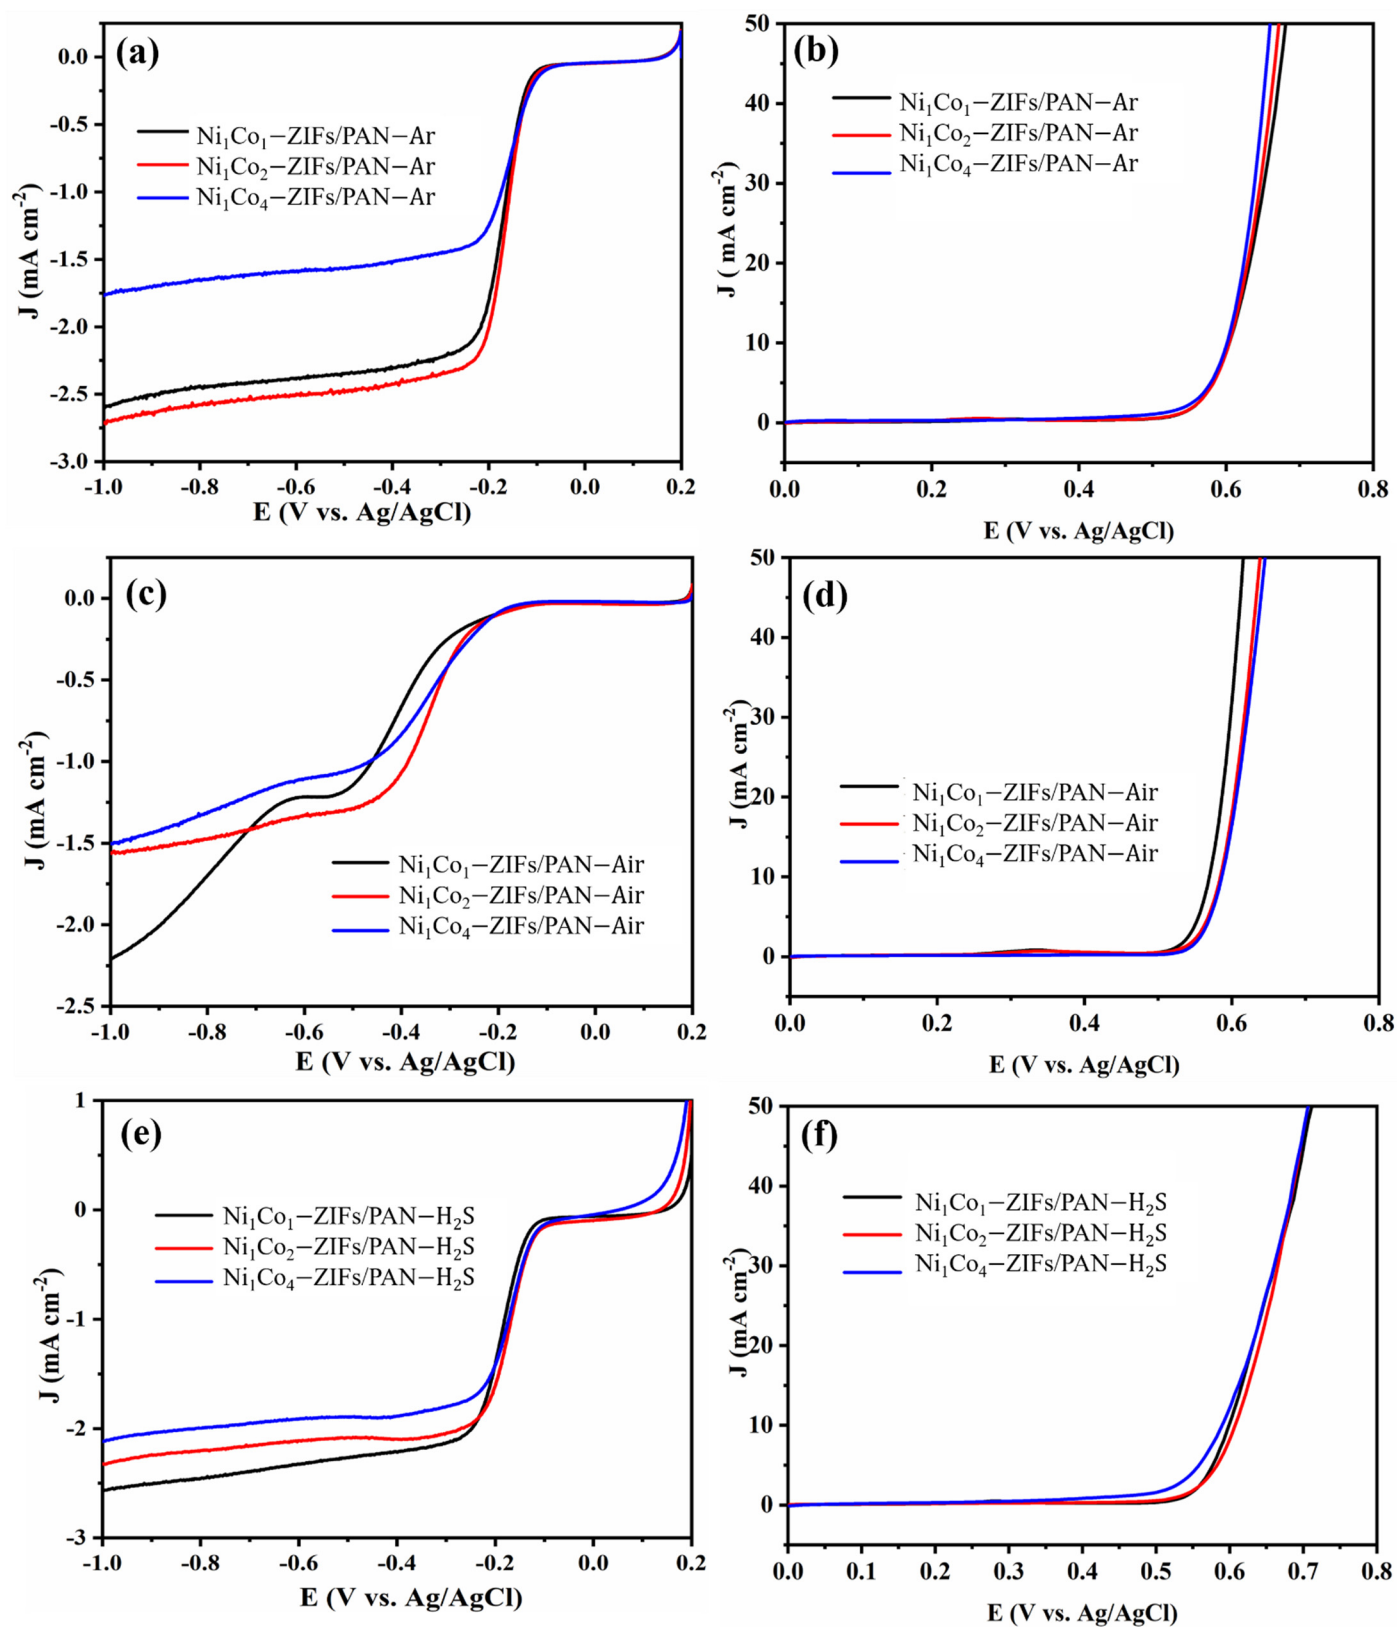 (a)
Ni₁Co₁−ZIFs/PAN−Ar
Ni₁Co₂−ZIFs/PAN−Ar
Ni₁Co₄−ZIFs/PAN−Ar
J (mA cm⁻²)
0.0
-0.5
-1.0
-1.5
-2.0
-2.5
-3.0
-1.0 -0.8 -0.6 -0.4 -0.2 0.0 0.2
E (V vs. Ag/AgCl)
(b)
Ni₁Co₁−ZIFs/PAN−Ar
Ni₁Co₂−ZIFs/PAN−Ar
Ni₁Co₄−ZIFs/PAN−Ar
J ( mA cm⁻²)
50
40
30
20
10
0
0.0 0.2 0.4 0.6 0.8
E (V vs. Ag/AgCl)
(c)
Ni₁Co₁−ZIFs/PAN−Air
Ni₁Co₂−ZIFs/PAN−Air
Ni₁Co₄−ZIFs/PAN−Air
J (mA cm⁻²)
0.0
-0.5
-1.0
-1.5
-2.0
-2.5
-1.0 -0.8 -0.6 -0.4 -0.2 0.0 0.2
E (V vs. Ag/AgCl)
(d)
Ni₁Co₁−ZIFs/PAN−Air
Ni₁Co₂−ZIFs/PAN−Air
Ni₁Co₄−ZIFs/PAN−Air
J (mA cm⁻²)
50
40
30
20
10
0
0.0 0.2 0.4 0.6 0.8
E (V vs. Ag/AgCl)
(e)
Ni₁Co₁−ZIFs/PAN−H₂S
Ni₁Co₂−ZIFs/PAN−H₂S
Ni₁Co₄−ZIFs/PAN−H₂S
J (mA cm⁻²)
1
0
-1
-2
-3
-1.0 -0.8 -0.6 -0.4 -0.2 0.0 0.2
E (V vs. Ag/AgCl)
(f)
Ni₁Co₁−ZIFs/PAN−H₂S
Ni₁Co₂−ZIFs/PAN−H₂S
Ni₁Co₄−ZIFs/PAN−H₂S
J (mA cm⁻²)
50
40
30
20
10
0
0.0 0.1 0.2 0.3 0.4 0.5 0.6 0.7 0.8
E (V vs. Ag/AgCl)